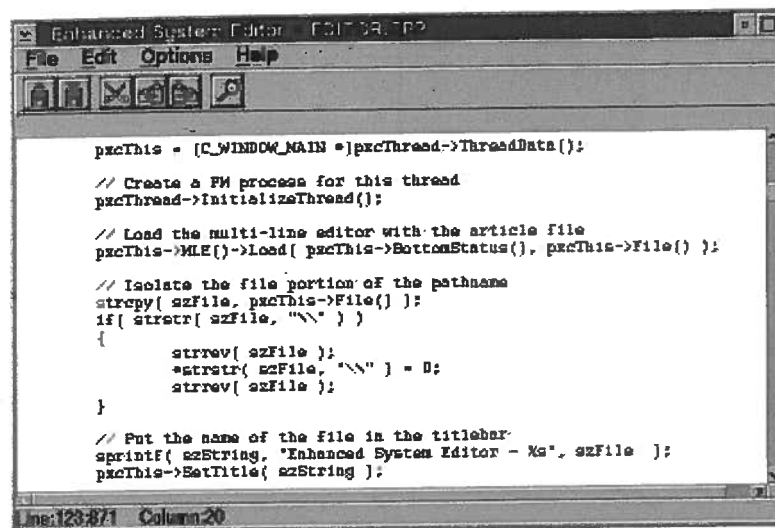 Enhanced System Editor - EDITOR.CPP
File Edit Options Help
pxcThis = (C_WINDOW_MAIN *)pxcThread->ThreadData();
// Create a PM process for this thread
pxcThread->InitializeThread();
// Load the multi-line editor with the article file
pxcThis->MLE()->Load( pxcThis->BottomStatus(), pxcThis->File() );
// Isolate the file portion of the pathname
strcpy( szFile, pxcThis->File() );
if( strstr( szFile, "\\" ) )
{
strrev( szFile );
*strstr( szFile, "\\" ) = 0;
strrev( szFile );
}
// Put the name of the file in the titlebar
sprintf( szString, "Enhanced System Editor - %s", szFile );
pxcThis->SetTitle( szString );
Line:123:871 Column:20